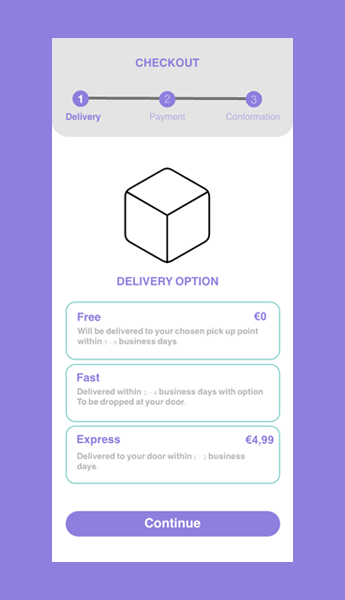 CHECKOUT
1 2 3
Delivery Payment Conformation
DELIVERY OPTION
Free €0
Will be delivered to your chosen pick up point
within business days.
Fast
Delivered within 2 - 4 business days with option
To be dropped at your door.
Express €4,99
Delivered to your door within 1 - 2 business
days.
Continue